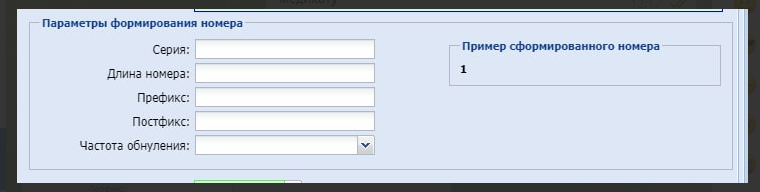 Параметры формирования номера
Серия:
Длина номера:
Префикс:
Постфикс:
Частота обнуления:
Пример сформированного номера
1